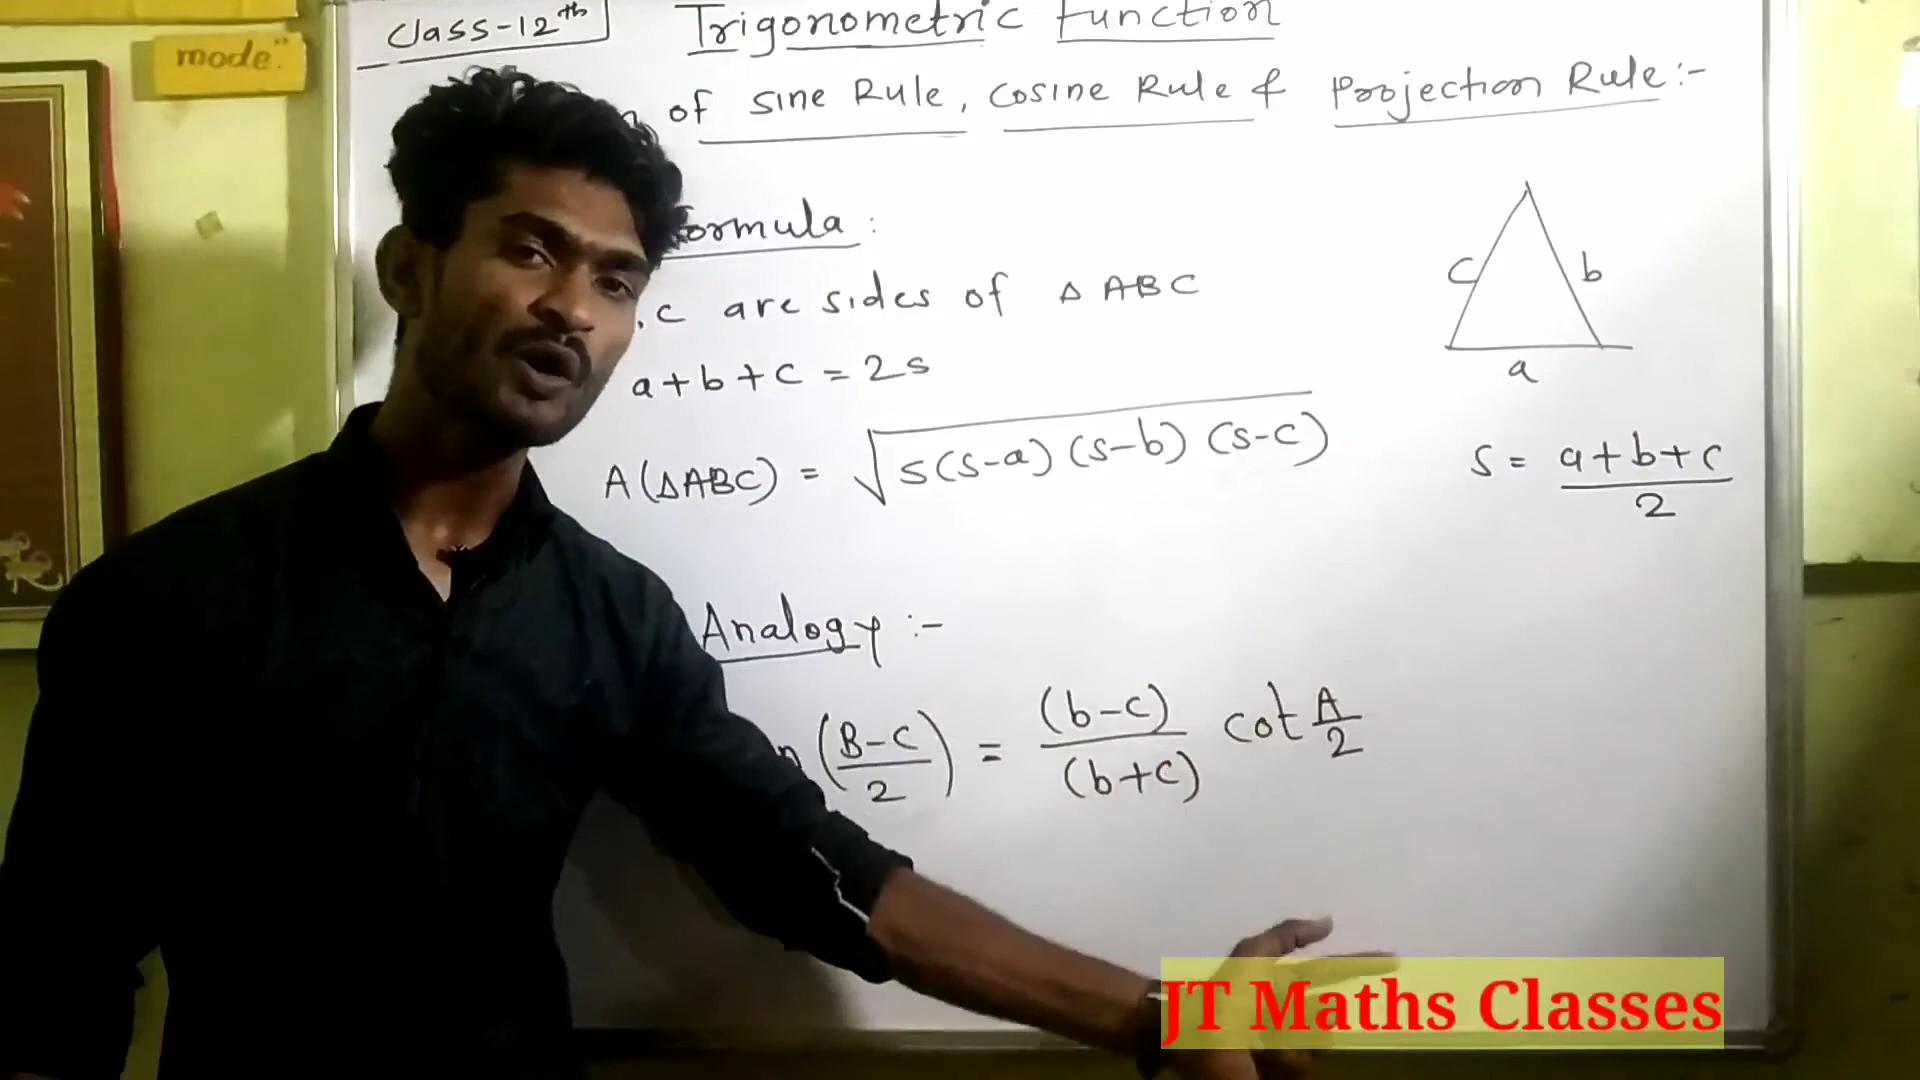 mode."
Class-12th
Trigonometric function
of sine Rule, Cosine Rule & Projection Rule:-
ormula:
, c are sides of △ ABC
a+b+c = 2s
A(△ABC) = √s(s-a)(s-b)(s-c)
c
b
a
s = a+b+c/2
Analogy :-
n (B-C/2) = (b-c)/(b+c) cot A/2
JT Maths Classes